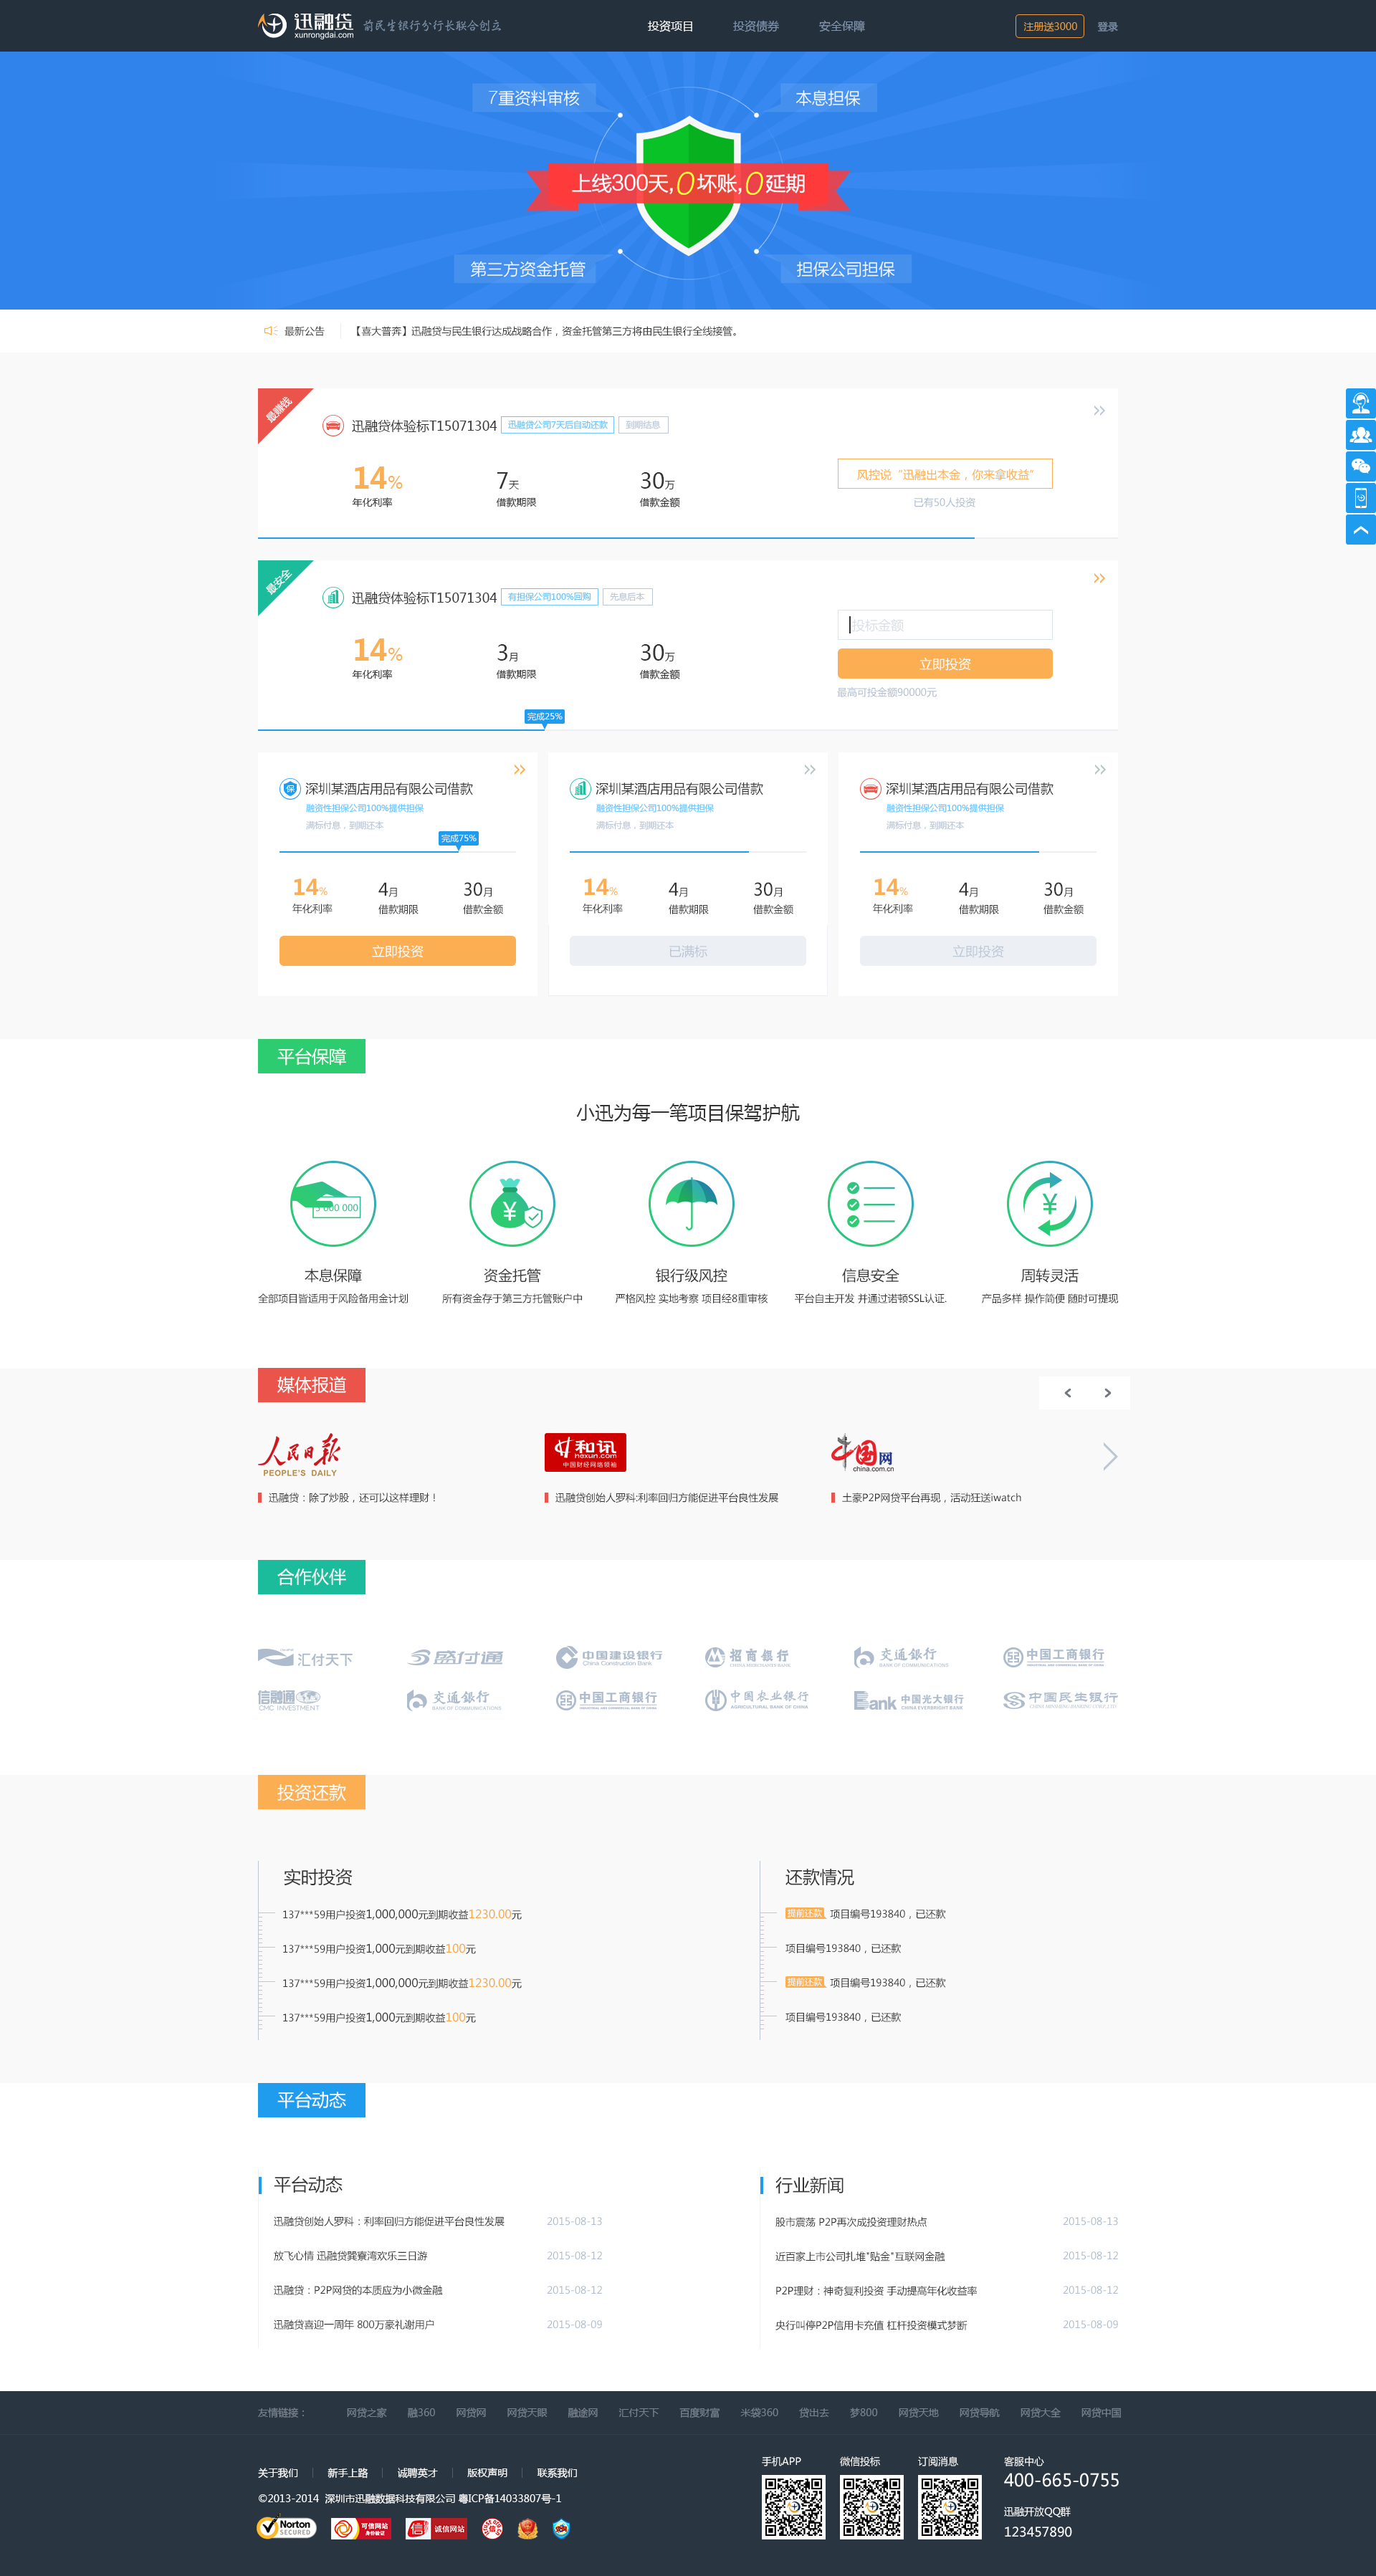 迅融贷 xunrongdai.com 前民生银行分行长联合创立 投资项目 投资债券 安全保障 注册送3000 登录
7重资料审核 本息担保
上线300天,0坏账,0延期
第三方资金托管 担保公司担保
最新公告 【喜大普奔】迅融贷与民生银行达成战略合作，资金托管第三方将由民生银行全线接管。
最赚钱
迅融贷体验标T15071304 迅融贷公司7天后自动还款 到期结息
14% 7天 30万 风控说“迅融出本金，你来拿收益”
年化利率 借款期限 借款金额 已有50人投资
最安全
迅融贷体验标T15071304 有担保公司100%回购 先息后本
投标金额
14% 3月 30万 立即投资
年化利率 借款期限 借款金额 最高可投金额90000元
完成25%
深圳某酒店用品有限公司借款 深圳某酒店用品有限公司借款 深圳某酒店用品有限公司借款
融资性担保公司100%提供担保 融资性担保公司100%提供担保 融资性担保公司100%提供担保
满标付息，到期还本 满标付息，到期还本 满标付息，到期还本
完成75%
14% 4月 30月 14% 4月 30月 14% 4月 30月
年化利率 借款期限 借款金额 年化利率 借款期限 借款金额 年化利率 借款期限 借款金额
立即投资 已满标 立即投资
平台保障
小迅为每一笔项目保驾护航
本息保障 资金托管 银行级风控 信息安全 周转灵活
全部项目皆适用于风险备用金计划 所有资金存于第三方托管账户中 严格风控 实地考察 项目经8重审核 平台自主开发 并通过诺顿SSL认证. 产品多样 操作简便 随时可提现
媒体报道
人民日报 PEOPLE'S DAILY 和讯 hexun.com 中国财经网络领袖 中国网 china.com.cn
迅融贷：除了炒股，还可以这样理财！ 迅融贷创始人罗科:利率回归方能促进平台良性发展 土豪P2P网贷平台再现，活动狂送iwatch
合作伙伴
汇付天下 盛付通 中国建设银行 China Construction Bank 招商银行 CHINA MERCHANTS BANK 交通银行 BANK OF COMMUNICATIONS 中国工商银行
信融通 CMC INVESTMENT 交通银行 BANK OF COMMUNICATIONS 中国工商银行 中国农业银行 AGRICULTURAL BANK OF CHINA Bank 中国光大银行 CHINA EVERBRIGHT BANK 中国民生银行
投资还款
实时投资 还款情况
137***59用户投资1,000,000元到期收益1230.00元 提前还款 项目编号193840，已还款
137***59用户投资1,000元到期收益100元 项目编号193840，已还款
137***59用户投资1,000,000元到期收益1230.00元 提前还款 项目编号193840，已还款
137***59用户投资1,000元到期收益100元 项目编号193840，已还款
平台动态
平台动态 行业新闻
迅融贷创始人罗科：利率回归方能促进平台良性发展 2015-08-13 股市震荡 P2P再次成投资理财热点 2015-08-13
放飞心情 迅融贷巽寮湾欢乐三日游 2015-08-12 近百家上市公司扎堆"贴金"互联网金融 2015-08-12
迅融贷：P2P网贷的本质应为小微金融 2015-08-12 P2P理财：神奇复利投资 手动提高年化收益率 2015-08-12
迅融贷喜迎一周年 800万豪礼谢用户 2015-08-09 央行叫停P2P信用卡充值 杠杆投资模式梦断 2015-08-09
友情链接： 网贷之家 融360 网贷网 网贷天眼 融途网 汇付天下 百度财富 米袋360 贷出去 梦800 网贷天地 网贷导航 网贷大全 网贷中国
手机APP 微信投标 订阅消息 客服中心
关于我们 新手上路 诚聘英才 版权声明 联系我们 400-665-0755
©2013-2014 深圳市迅融数据科技有限公司 粤ICP备14033807号-1
迅融开放QQ群
Norton SECURED 可信网站 身份验证 诚信网站 123457890